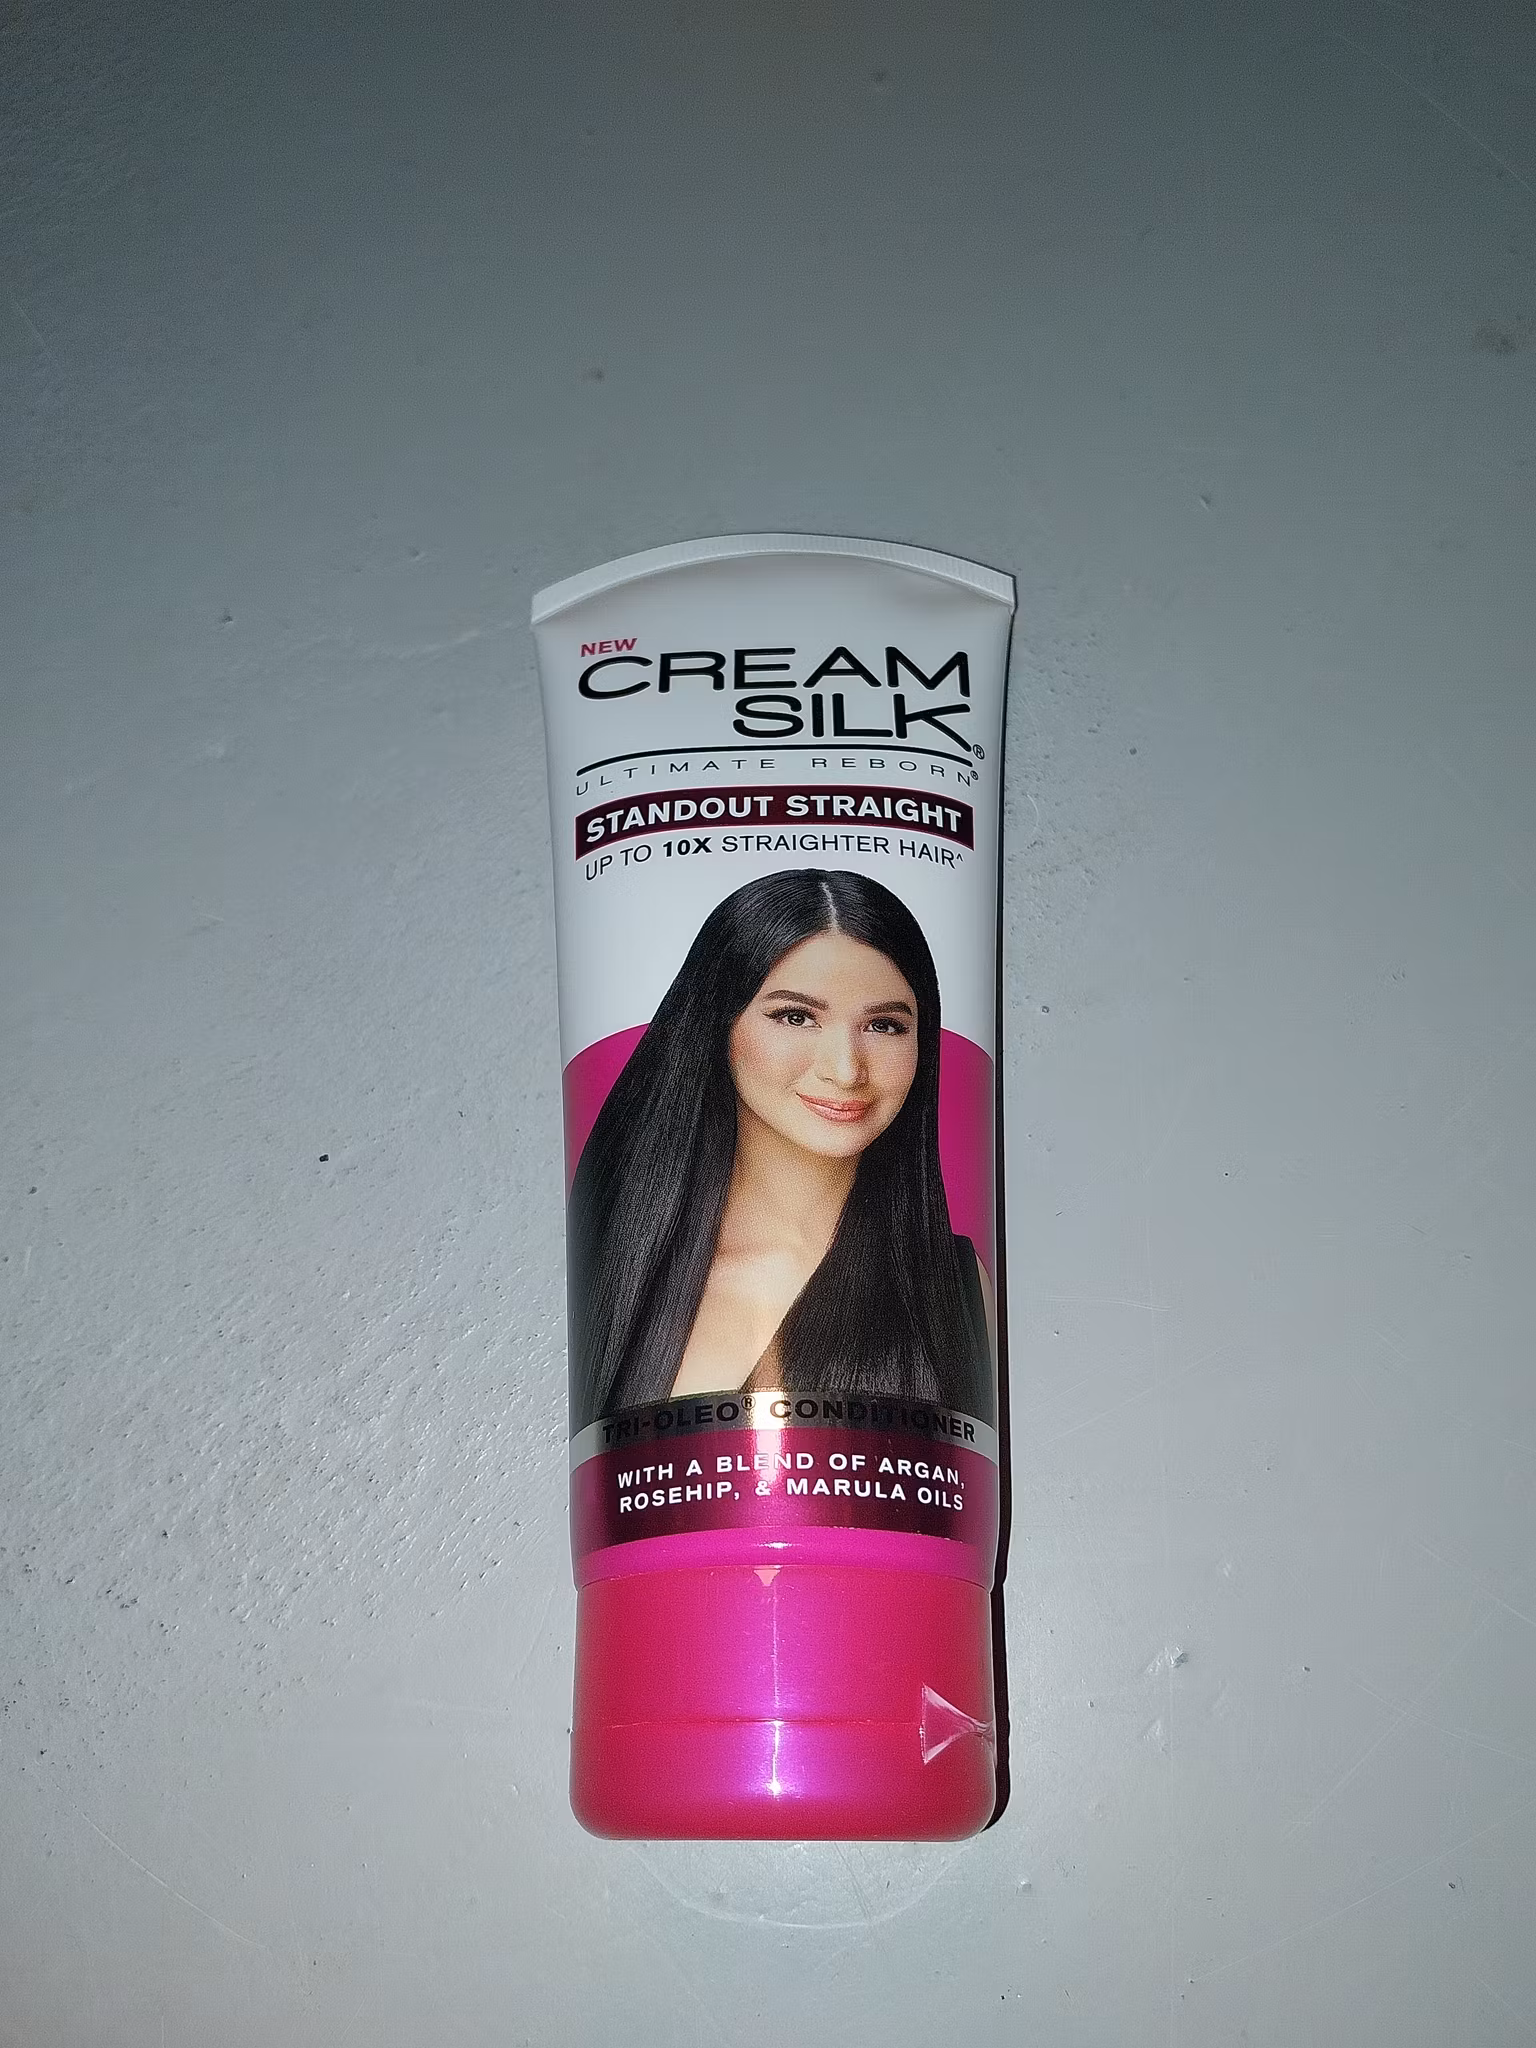 NEW
CREAM
SILK®
ULTIMATE REBORN®
STANDOUT STRAIGHT
UP TO 10X STRAIGHTER HAIR^
TRI-OLEO® CONDITIONER
WITH A BLEND OF ARGAN,
ROSEHIP, & MARULA OILS